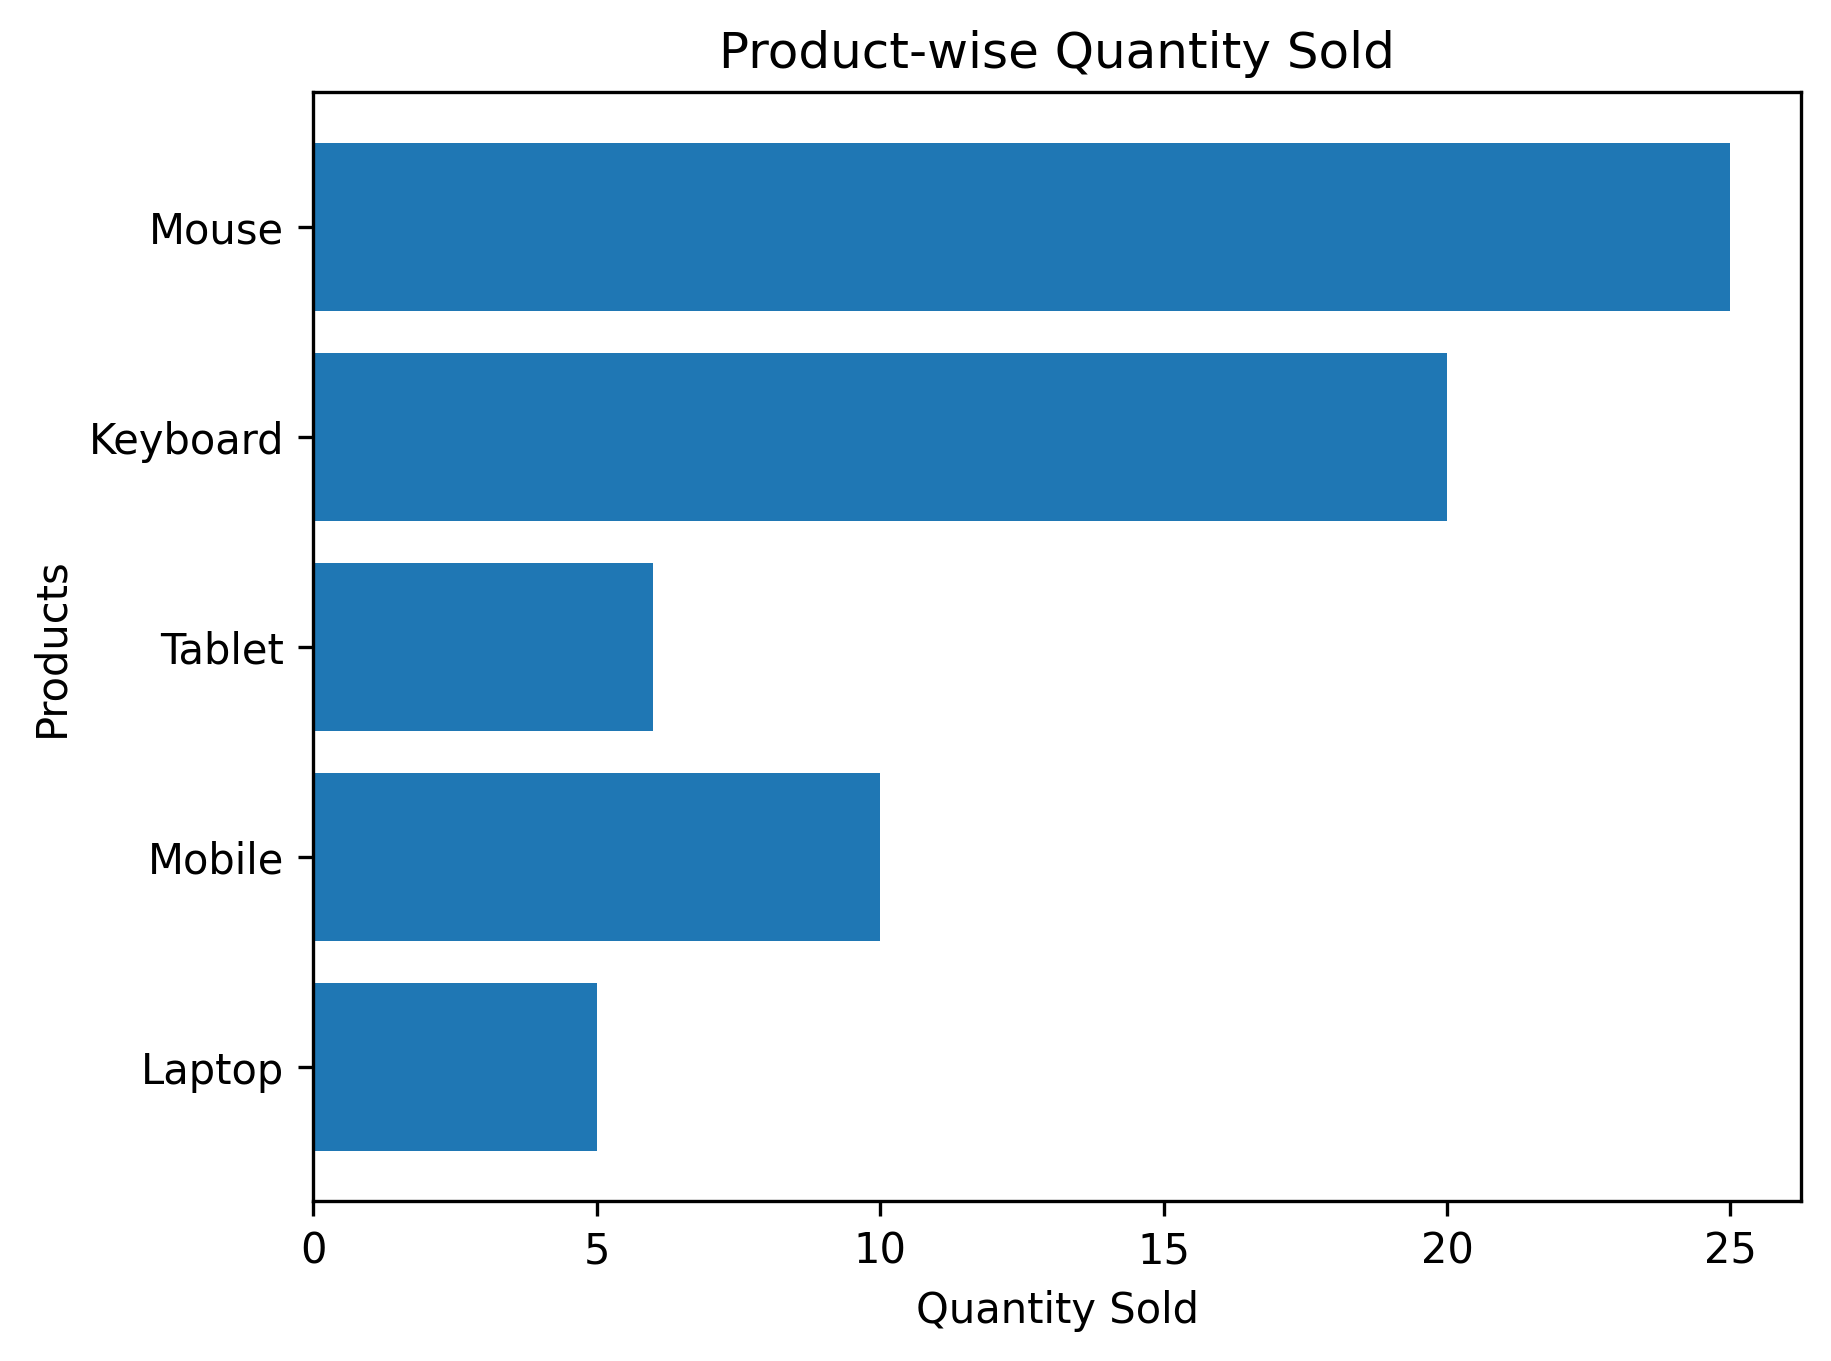 Product-wise Quantity Sold
Mouse
Keyboard
Tablet
Mobile
Laptop
Products
0 5 10 15 20 25
Quantity Sold